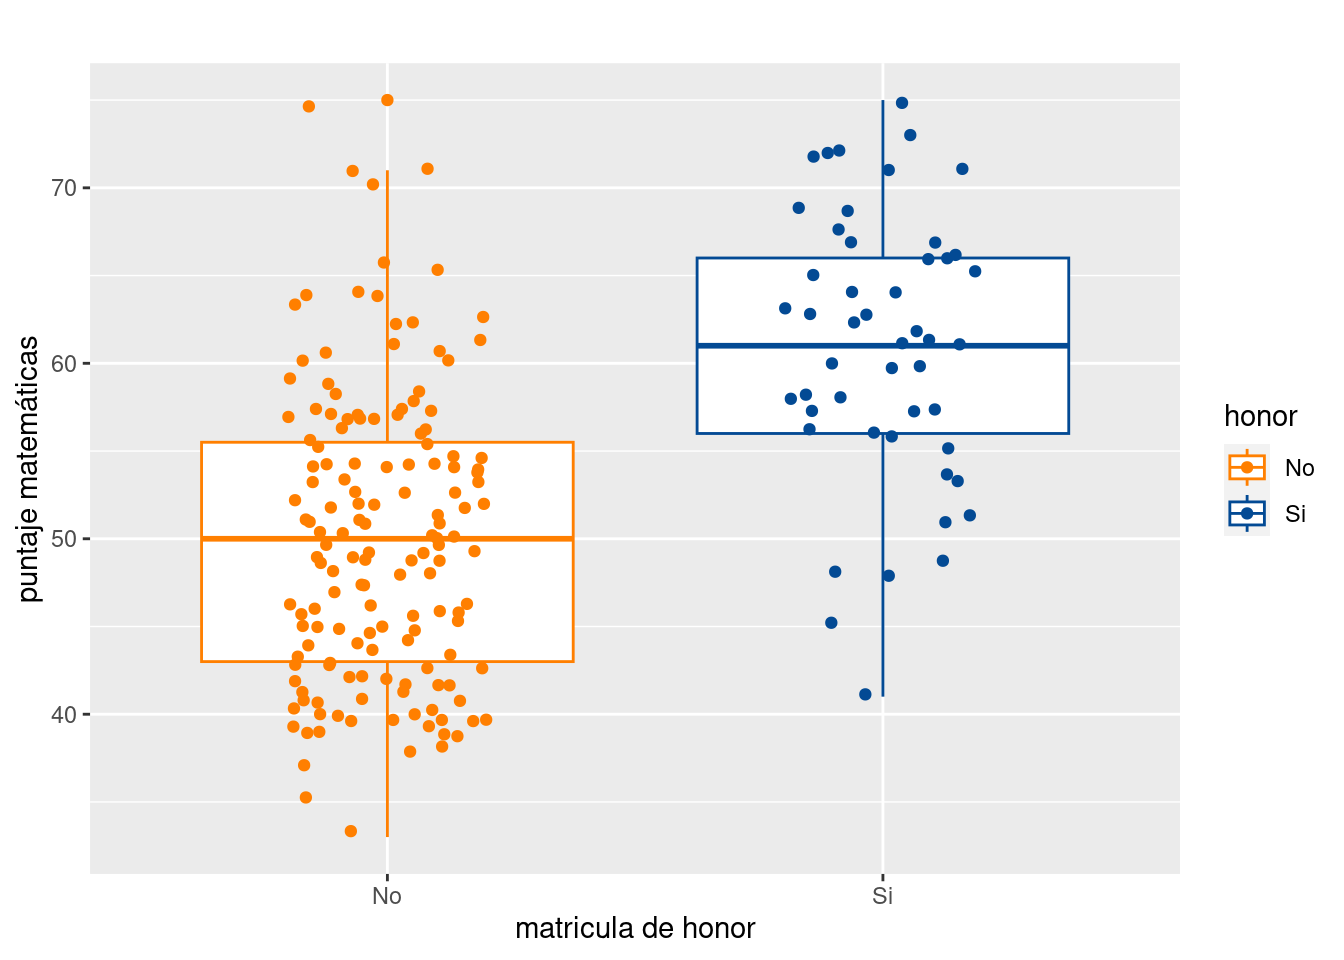 puntaje matemáticas
70
60
50
40
No
Si
matricula de honor
honor
No
Si